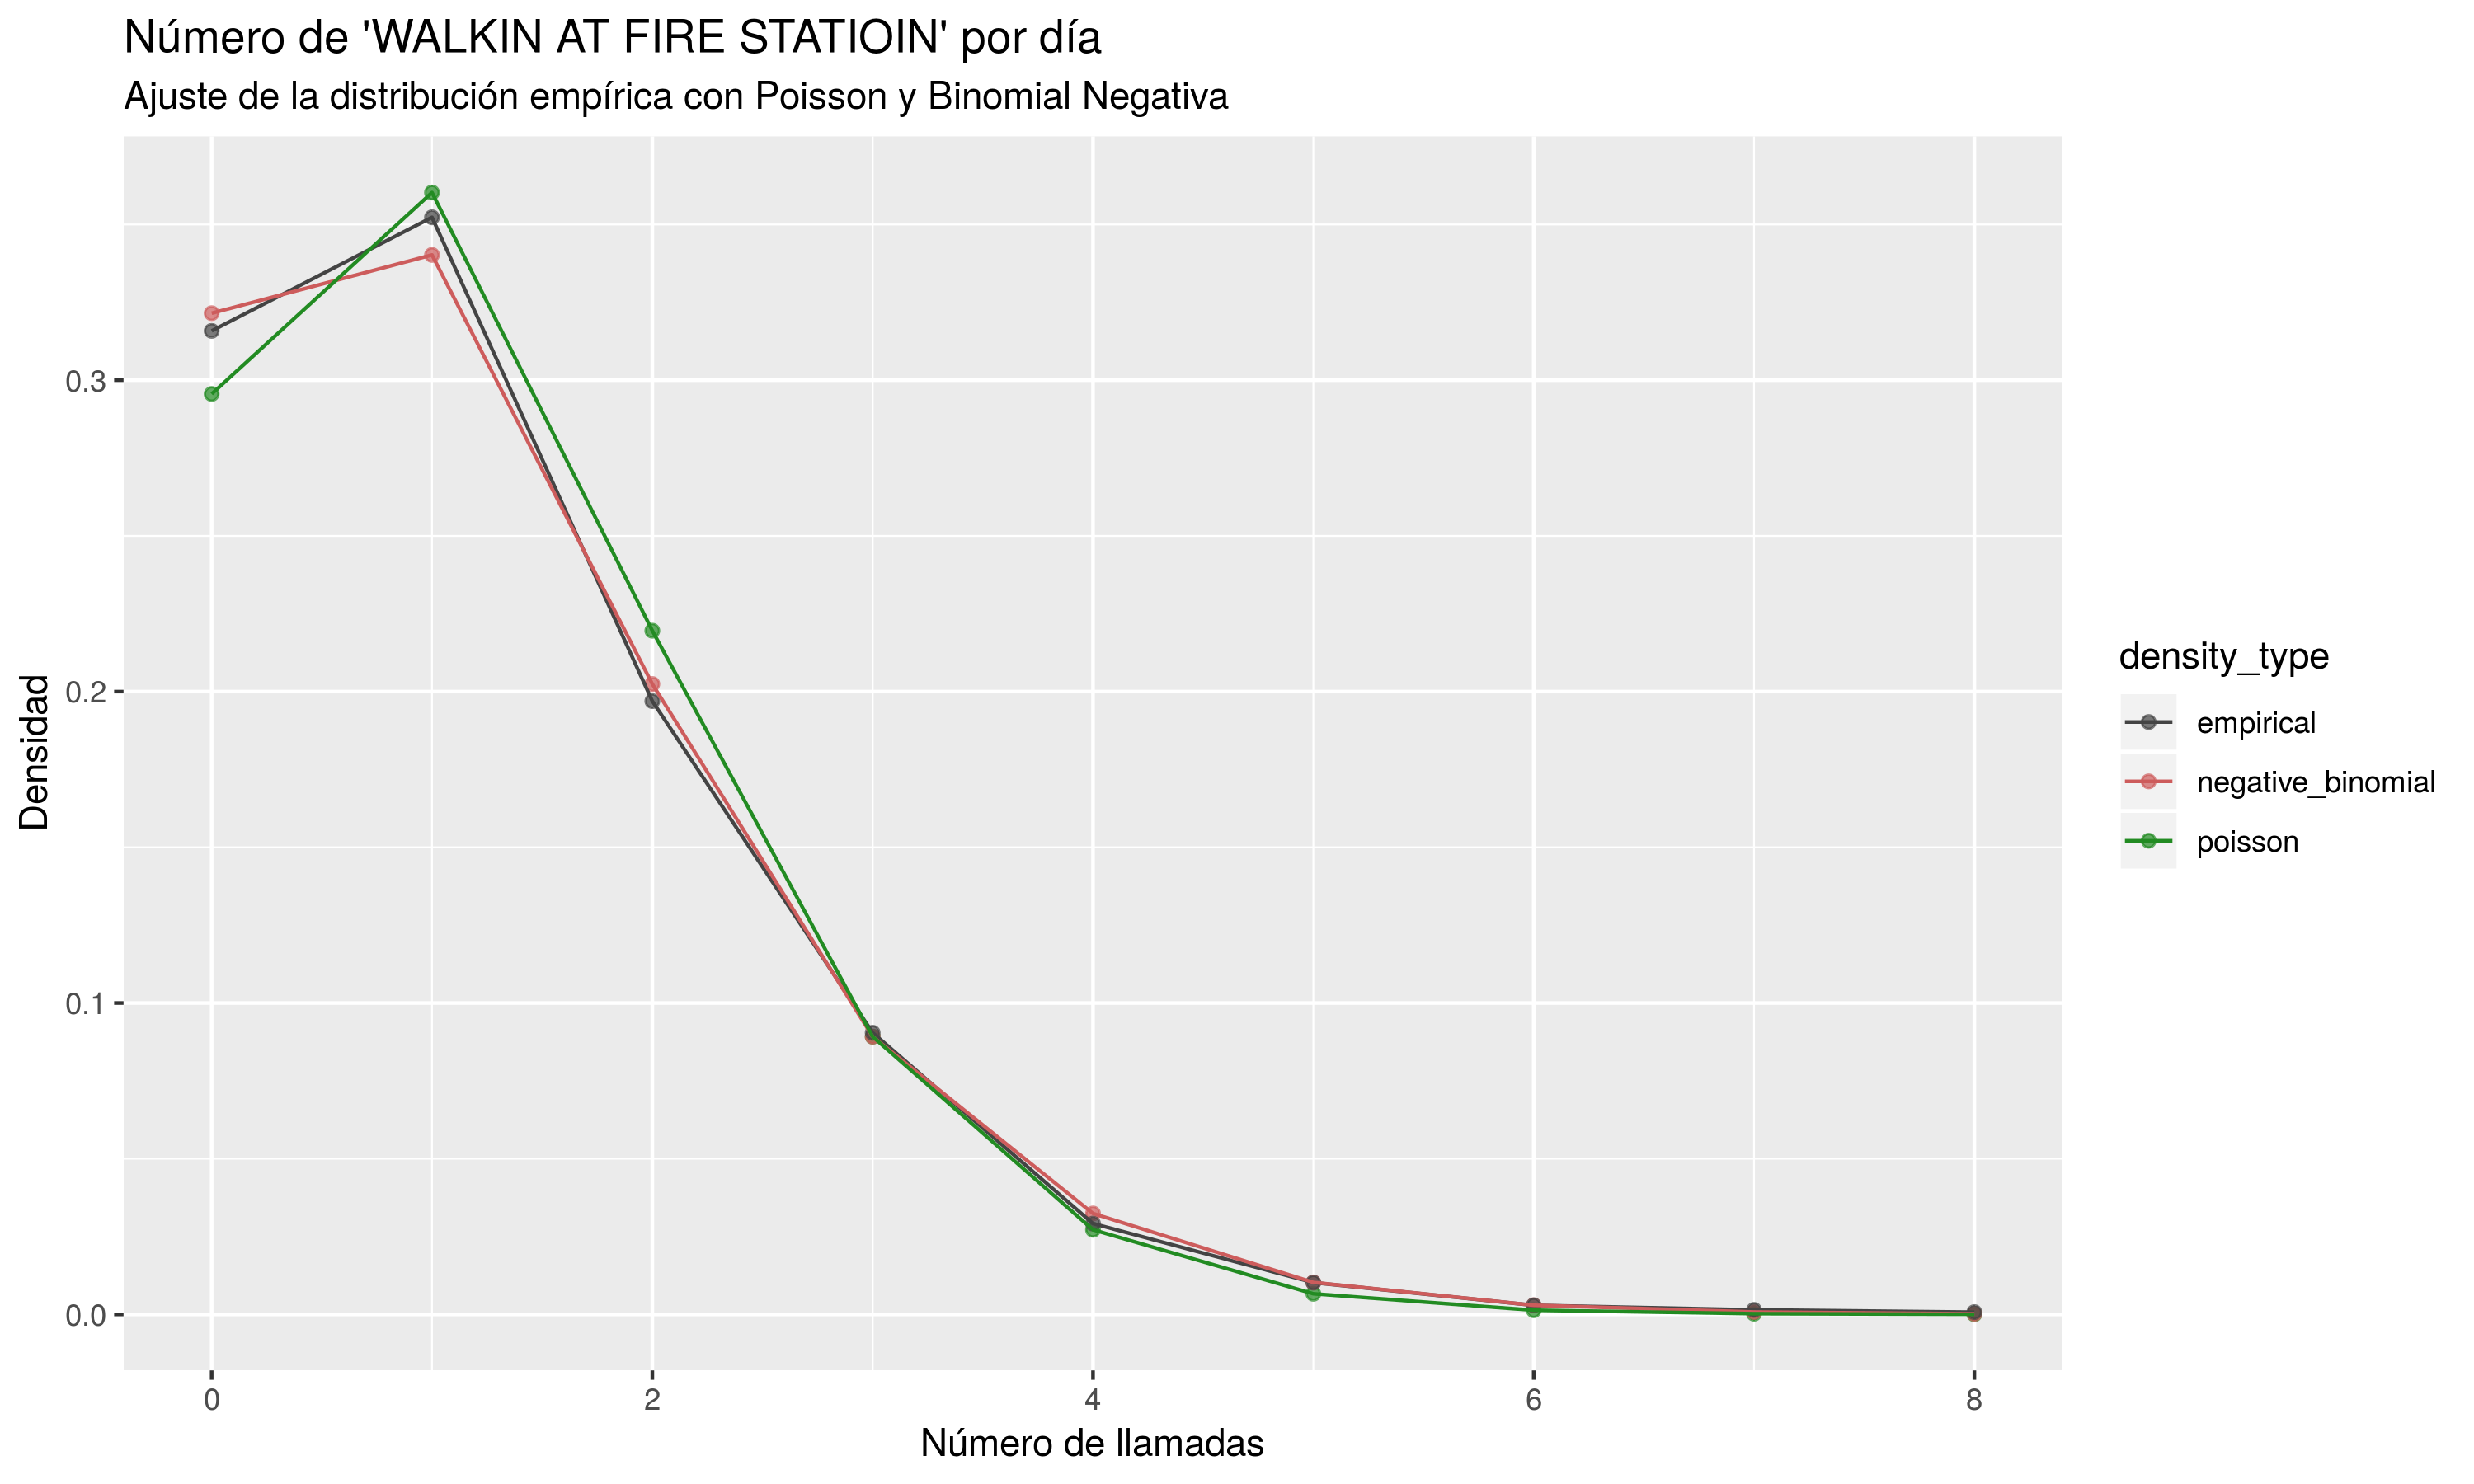 Número de 'WALKIN AT FIRE STATIOIN' por día
Ajuste de la distribución empírica con Poisson y Binomial Negativa
Densidad
0.3
0.2
0.1
0.0
0 2 4 6 8
Número de llamadas
density_type
empirical
negative_binomial
poisson